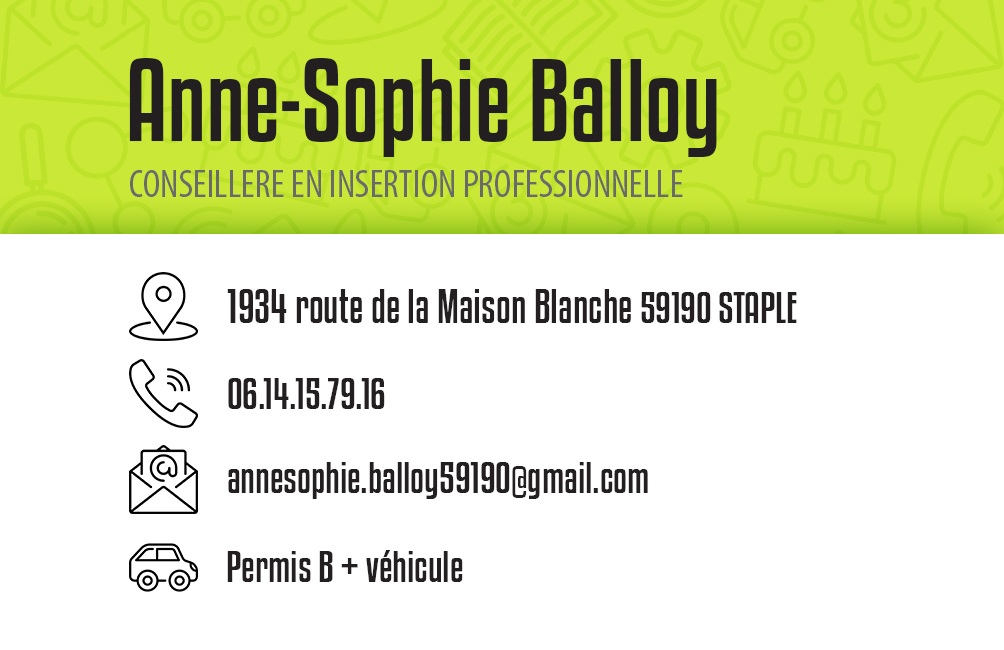 Anne-Sophie Balloy
CONSEILLERE EN INSERTION PROFESSIONNELLE
1934 route de la Maison Blanche 59190 STAPLE
06.14.15.79.16
annesophie.balloy59190@gmail.com
Permis B + véhicule